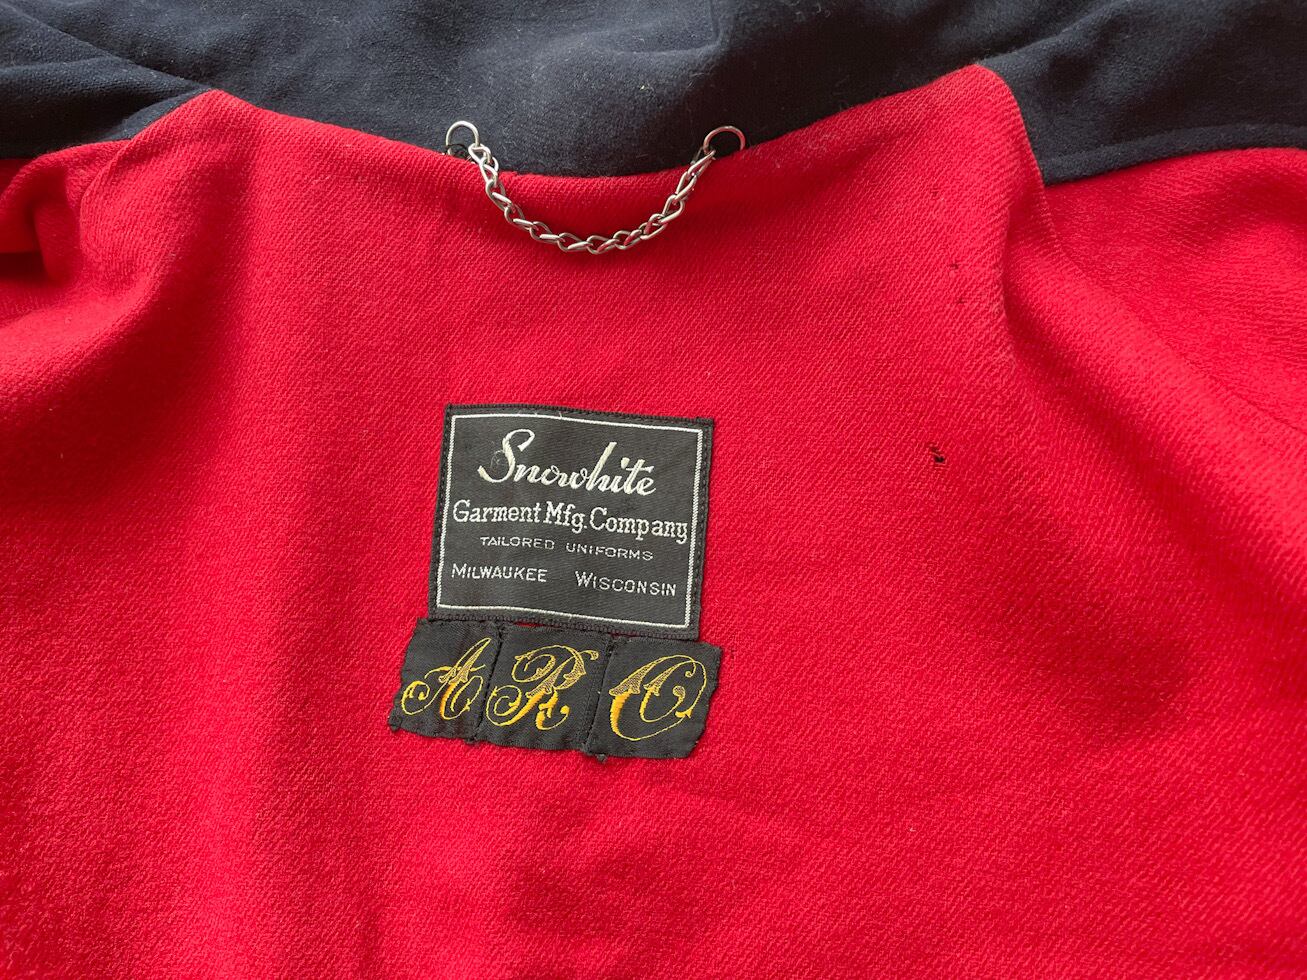 Snowhite
Garment Mfg. Company
TAILORED UNIFORMS
MILWAUKEE WISCONSIN
A R O